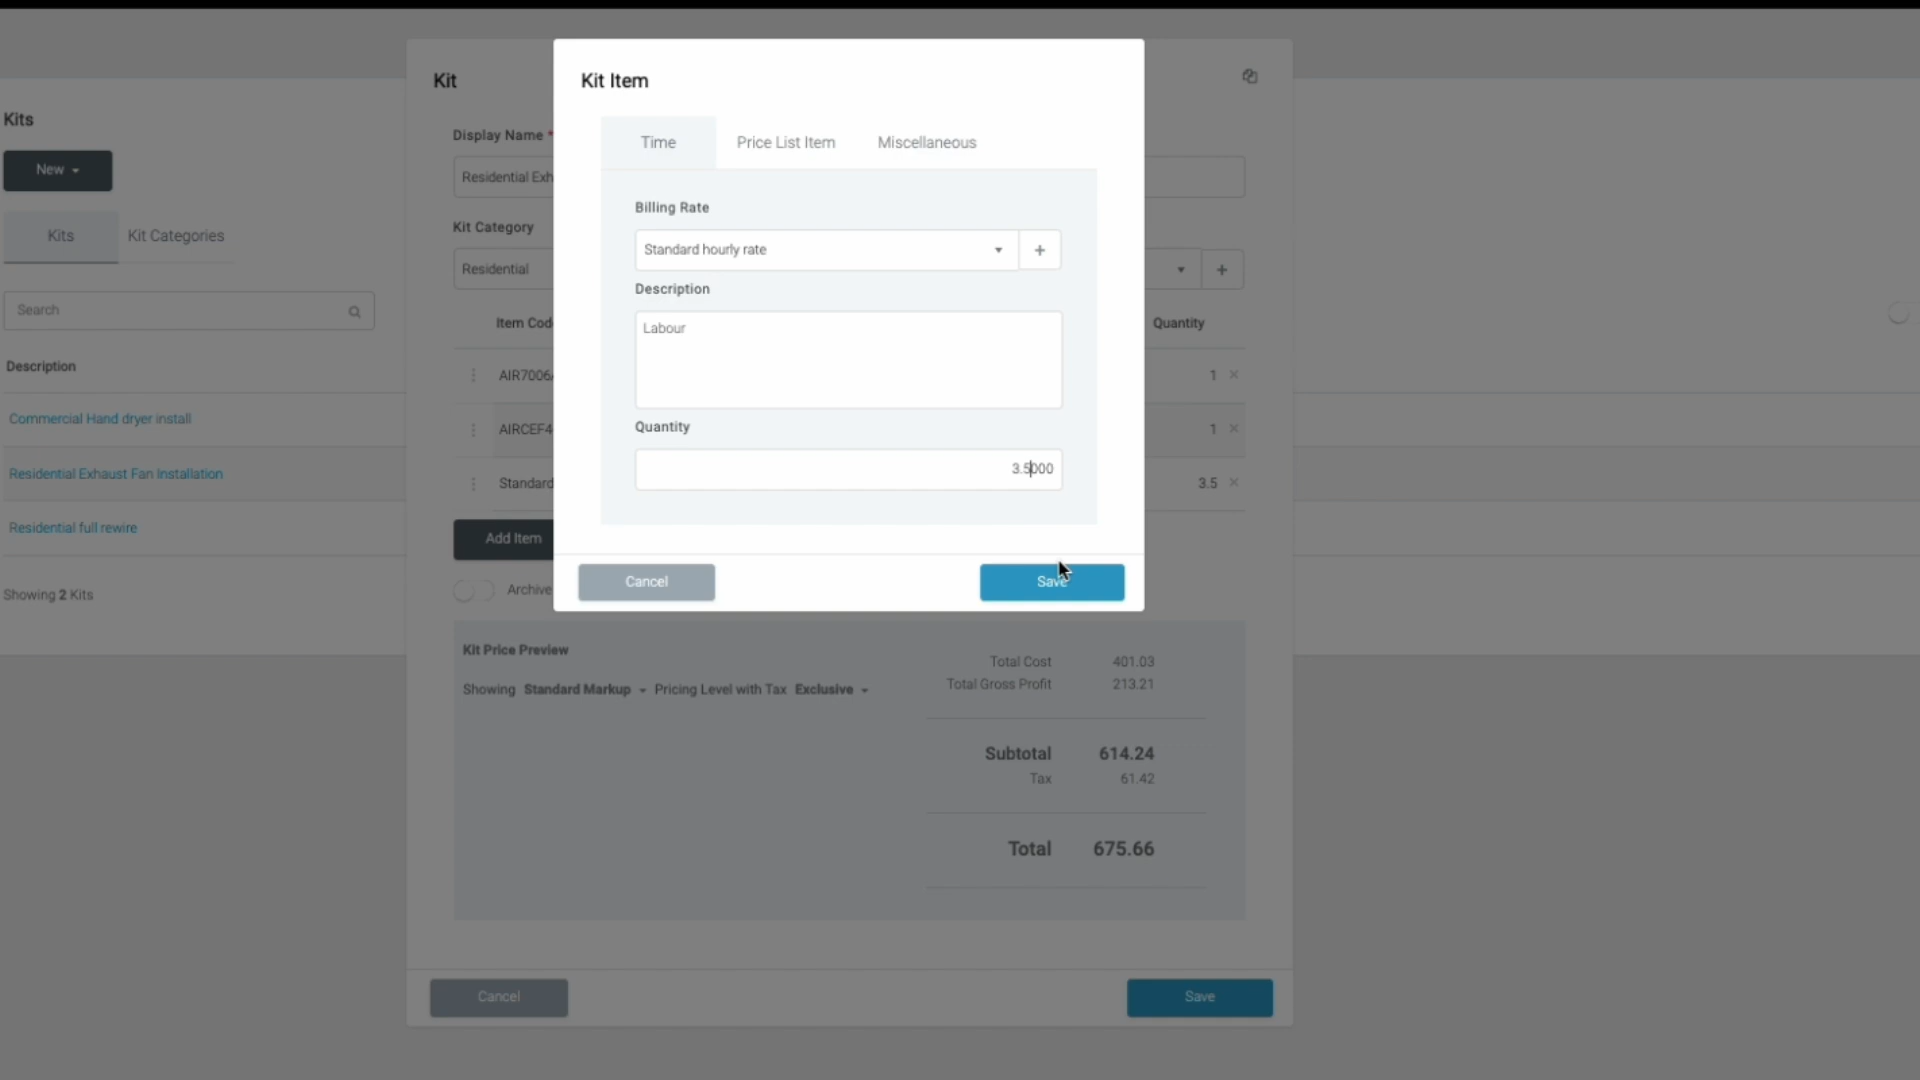 Kit
Kit Item
Kits
New
Kits
Kit Categories
Search
Description
Commercial Hand dryer install
Residential Exhaust Fan Installation
Residential full rewire
Showing 2 Kits
Display Name *
Residential Exh
Kit Category
Residential
+
Item Cod
Quantity
AIR7006A
1 ×
AIRCEF4
1 ×
Standard
3.5 ×
Add Item
Archive
Time
Price List Item
Miscellaneous
Billing Rate
Standard hourly rate
+
Description
Labour
Quantity
3.5000
Cancel
Save
Kit Price Preview
Showing Standard Markup Pricing Level with Tax Exclusive
Total Cost 401.03
Total Gross Profit 213.21
Subtotal 614.24
Tax 61.42
Total 675.66
Cancel
Save